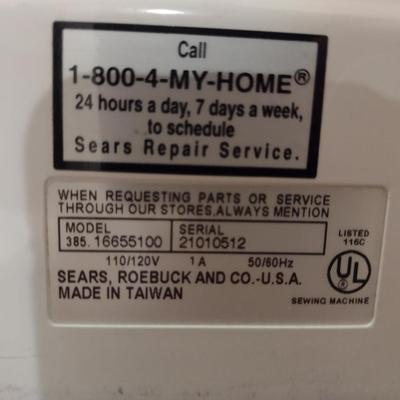 Call
1-800-4-MY-HOME®
24 hours a day, 7 days a week,
to schedule
Sears Repair Service.
WHEN REQUESTING PARTS OR SERVICE
THROUGH OUR STORES,ALWAYS MENTION
MODEL SERIAL
385.16655100 21010512
110/120V 1A 50/60Hz
SEARS, ROEBUCK AND CO.-U.S.A.
MADE IN TAIWAN
LISTED
116C
UL
®
SEWING MACHINE